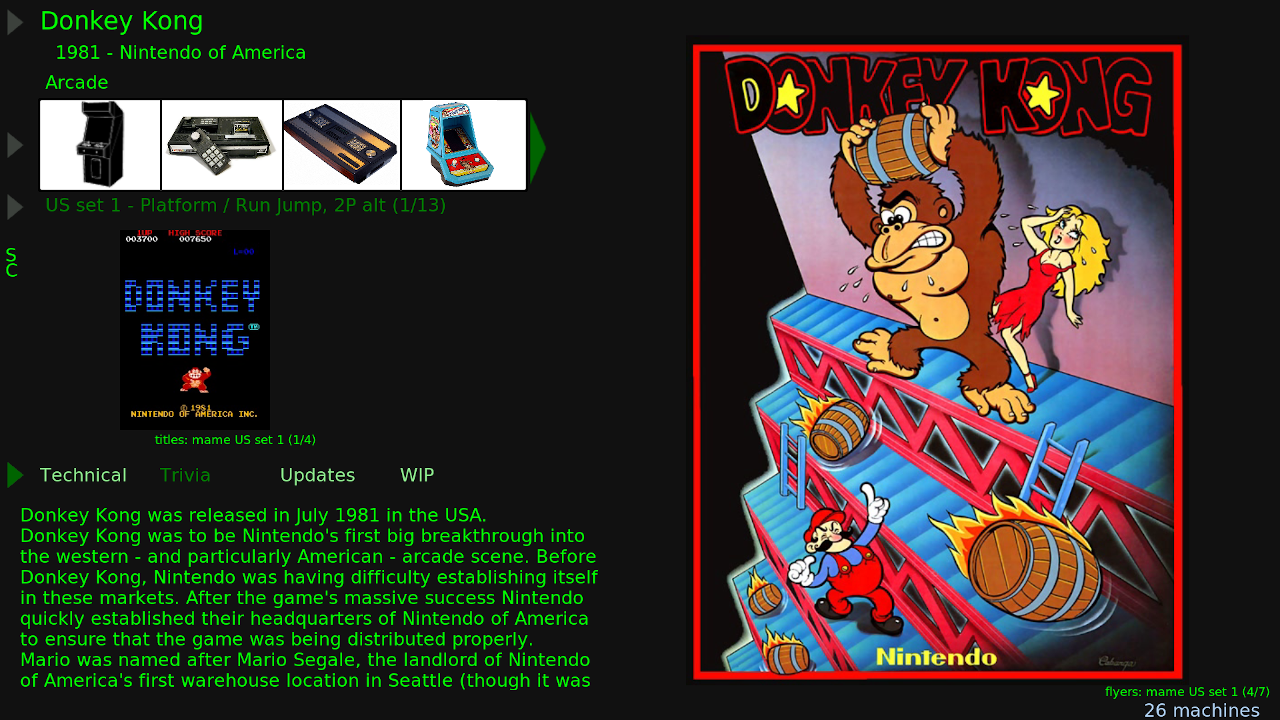 Donkey Kong
1981 - Nintendo of America
Arcade
US set 1 - Platform / Run Jump, 2P alt (1/13)
S
C
1UP HIGH SCORE
003700 007650
L=00
DONKEY
KONG
TM
© 1981
NINTENDO OF AMERICA INC.
titles: mame US set 1 (1/4)
Technical Trivia Updates WIP
Donkey Kong was released in July 1981 in the USA.
Donkey Kong was to be Nintendo's first big breakthrough into
the western - and particularly American - arcade scene. Before
Donkey Kong, Nintendo was having difficulty establishing itself
in these markets. After the game's massive success Nintendo
quickly established their headquarters of Nintendo of America
to ensure that the game was being distributed properly.
Mario was named after Mario Segale, the landlord of Nintendo
of America's first warehouse location in Seattle (though it was
DONKEY KONG
Nintendo
flyers: mame US set 1 (4/7)
26 machines